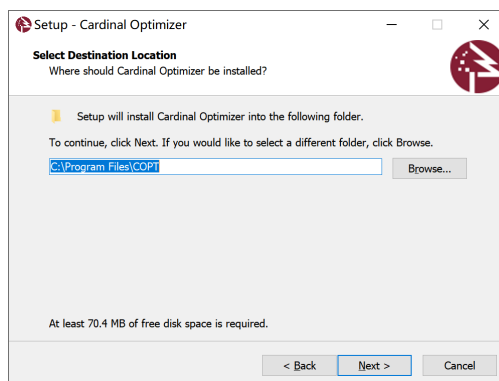 Setup - Cardinal Optimizer
Select Destination Location
Where should Cardinal Optimizer be installed?
Setup will install Cardinal Optimizer into the following folder.
To continue, click Next. If you would like to select a different folder, click Browse.
C:\Program Files\COPT
Browse...
At least 70.4 MB of free disk space is required.
< Back Next > Cancel